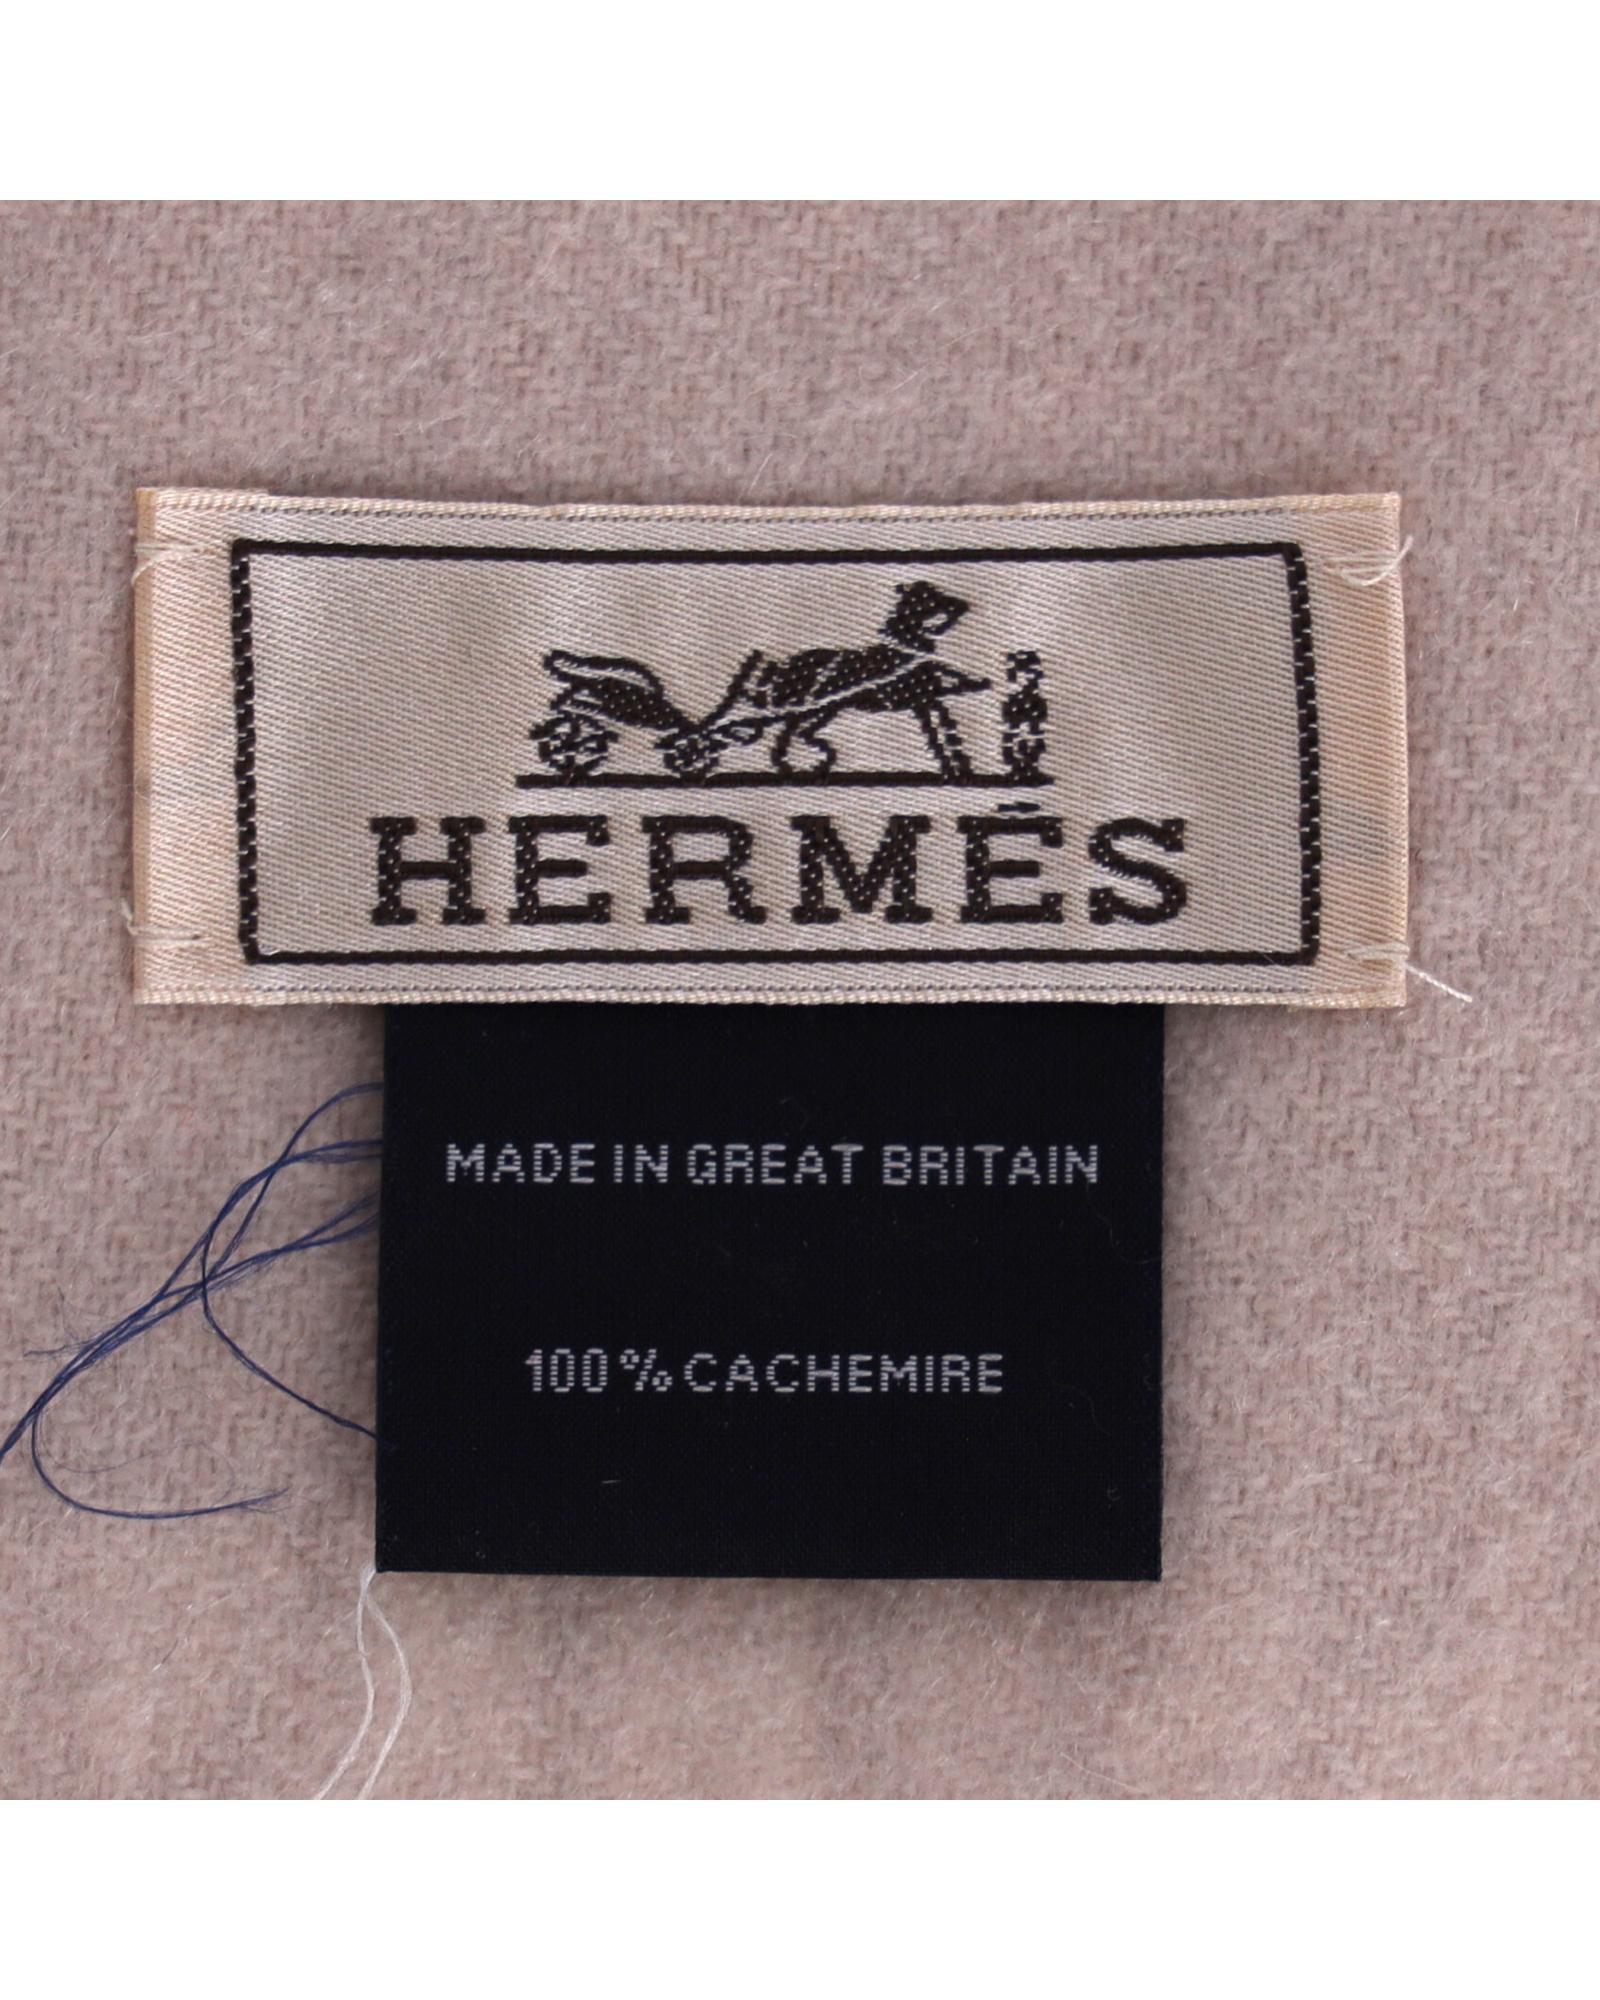 HERMÈS
MADE IN GREAT BRITAIN
100% CACHEMIRE